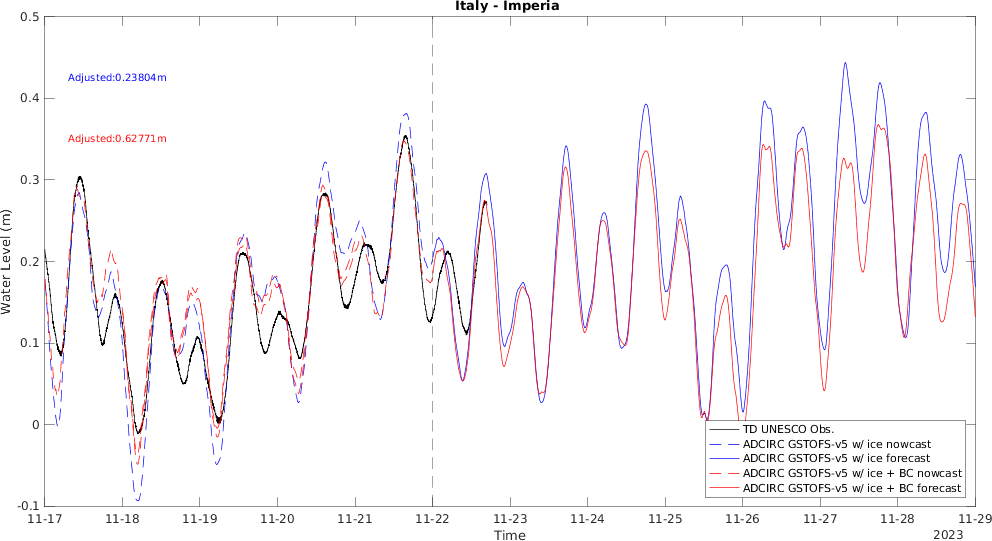 Italy - Imperia
0.5
0.4
0.3
0.2
0.1
0
-0.1
Water Level (m)
Adjusted:0.23804m
Adjusted:0.62771m
TD UNESCO Obs.
ADCIRC GSTOFS-v5 w/ ice nowcast
ADCIRC GSTOFS-v5 w/ ice forecast
ADCIRC GSTOFS-v5 w/ ice + BC nowcast
ADCIRC GSTOFS-v5 w/ ice + BC forecast
11-17 11-18 11-19 11-20 11-21 11-22 11-23 11-24 11-25 11-26 11-27 11-28 11-29
Time
2023